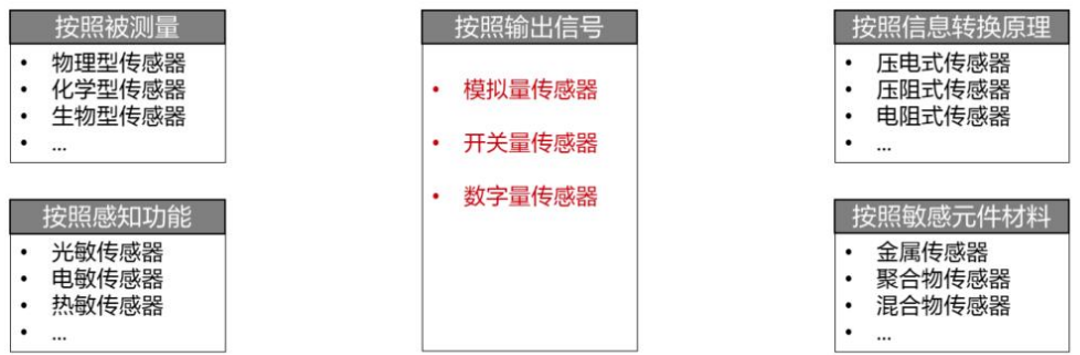 按照被测量
• 物理型传感器
• 化学型传感器
• 生物型传感器
• ...
按照感知功能
• 光敏传感器
• 电敏传感器
• 热敏传感器
• ...
按照输出信号
• 模拟量传感器
• 开关量传感器
• 数字量传感器
按照信息转换原理
• 压电式传感器
• 压阻式传感器
• 电阻式传感器
• ...
按照敏感元件材料
• 金属传感器
• 聚合物传感器
• 混合物传感器
• ...